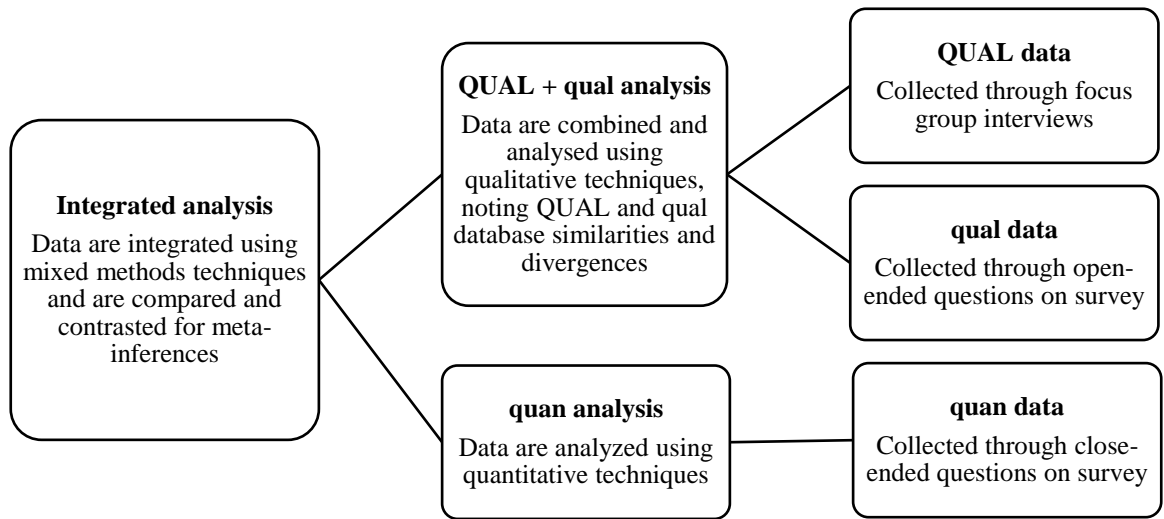 Integrated analysis
Data are integrated using
mixed methods techniques
and are compared and
contrasted for meta-
inferences
QUAL + qual analysis
Data are combined and
analysed using
qualitative techniques,
noting QUAL and qual
database similarities and
divergences
quan analysis
Data are analyzed using
quantitative techniques
QUAL data
Collected through focus
group interviews
qual data
Collected through open-
ended questions on survey
quan data
Collected through close-
ended questions on survey